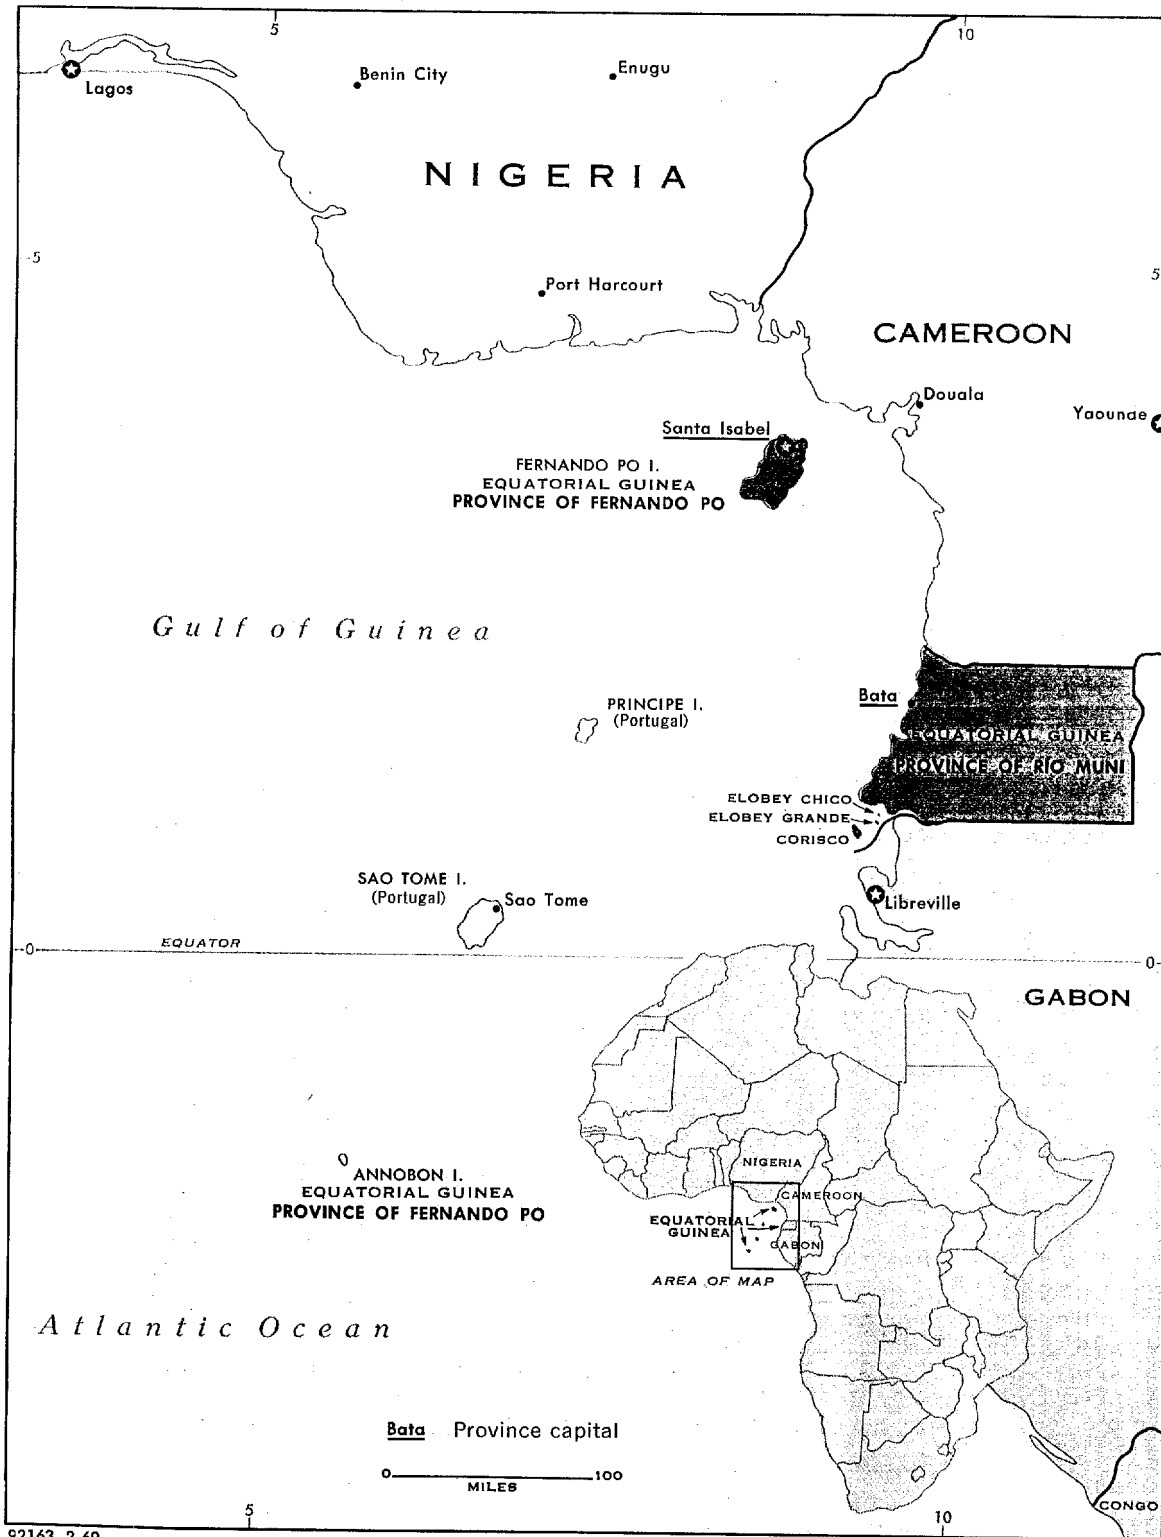 5
10
Lagos
Benin City
Enugu
NIGERIA
5
5
Port Harcourt
CAMEROON
Douala
Yaounde
Santa Isabel
FERNANDO PO I.
EQUATORIAL GUINEA
PROVINCE OF FERNANDO PO
Gulf of Guinea
Bata
PRINCIPE I.
(Portugal)
EQUATORIAL GUINEA
PROVINCE OF RIO MUNI
ELOBEY CHICO
ELOBEY GRANDE
CORISCO
SAO TOME I.
(Portugal)
Sao Tome
Libreville
0
EQUATOR
0
GABON
ANNOBON I.
EQUATORIAL GUINEA
PROVINCE OF FERNANDO PO
NIGERIA
CAMEROON
EQUATORIAL
GUINEA
GABON
AREA OF MAP
Atlantic Ocean
Bata Province capital
0 100
MILES
CONGO
5
10
92163 2-69